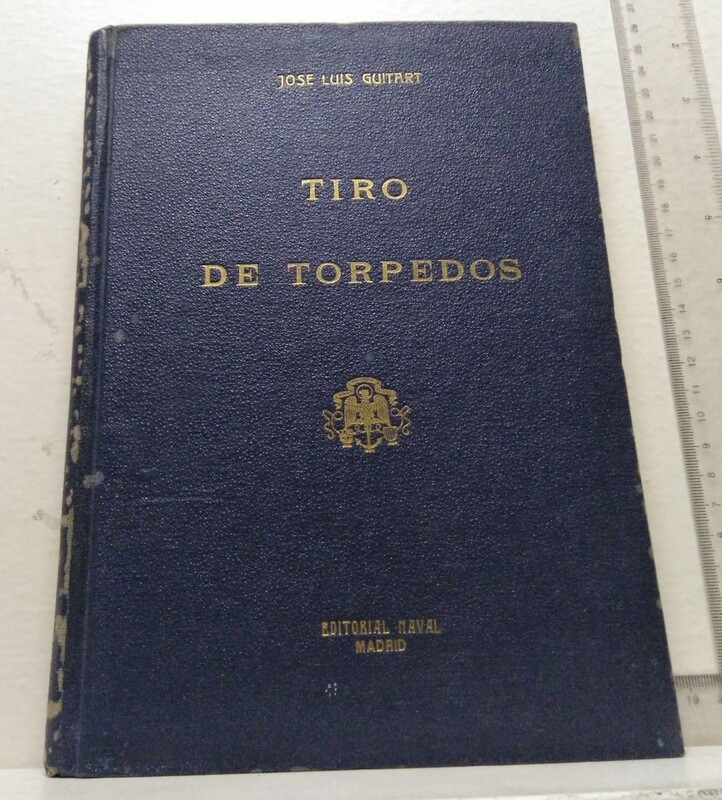 JOSE LUIS GUITART
TIRO
DE TORPEDOS
EDITORIAL NAVAL
MADRID